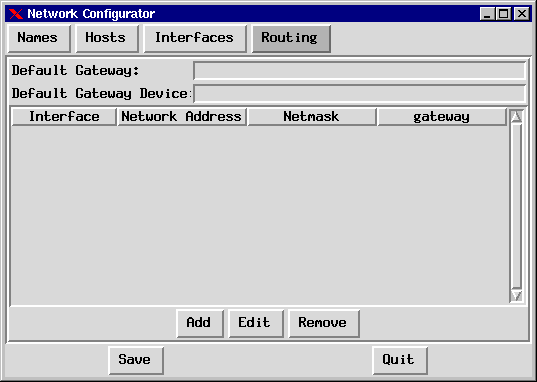 Network Configurator
Names Hosts Interfaces Routing
Default Gateway:
Default Gateway Device:
Interface Network Address Netmask gateway
Add Edit Remove
Save Quit